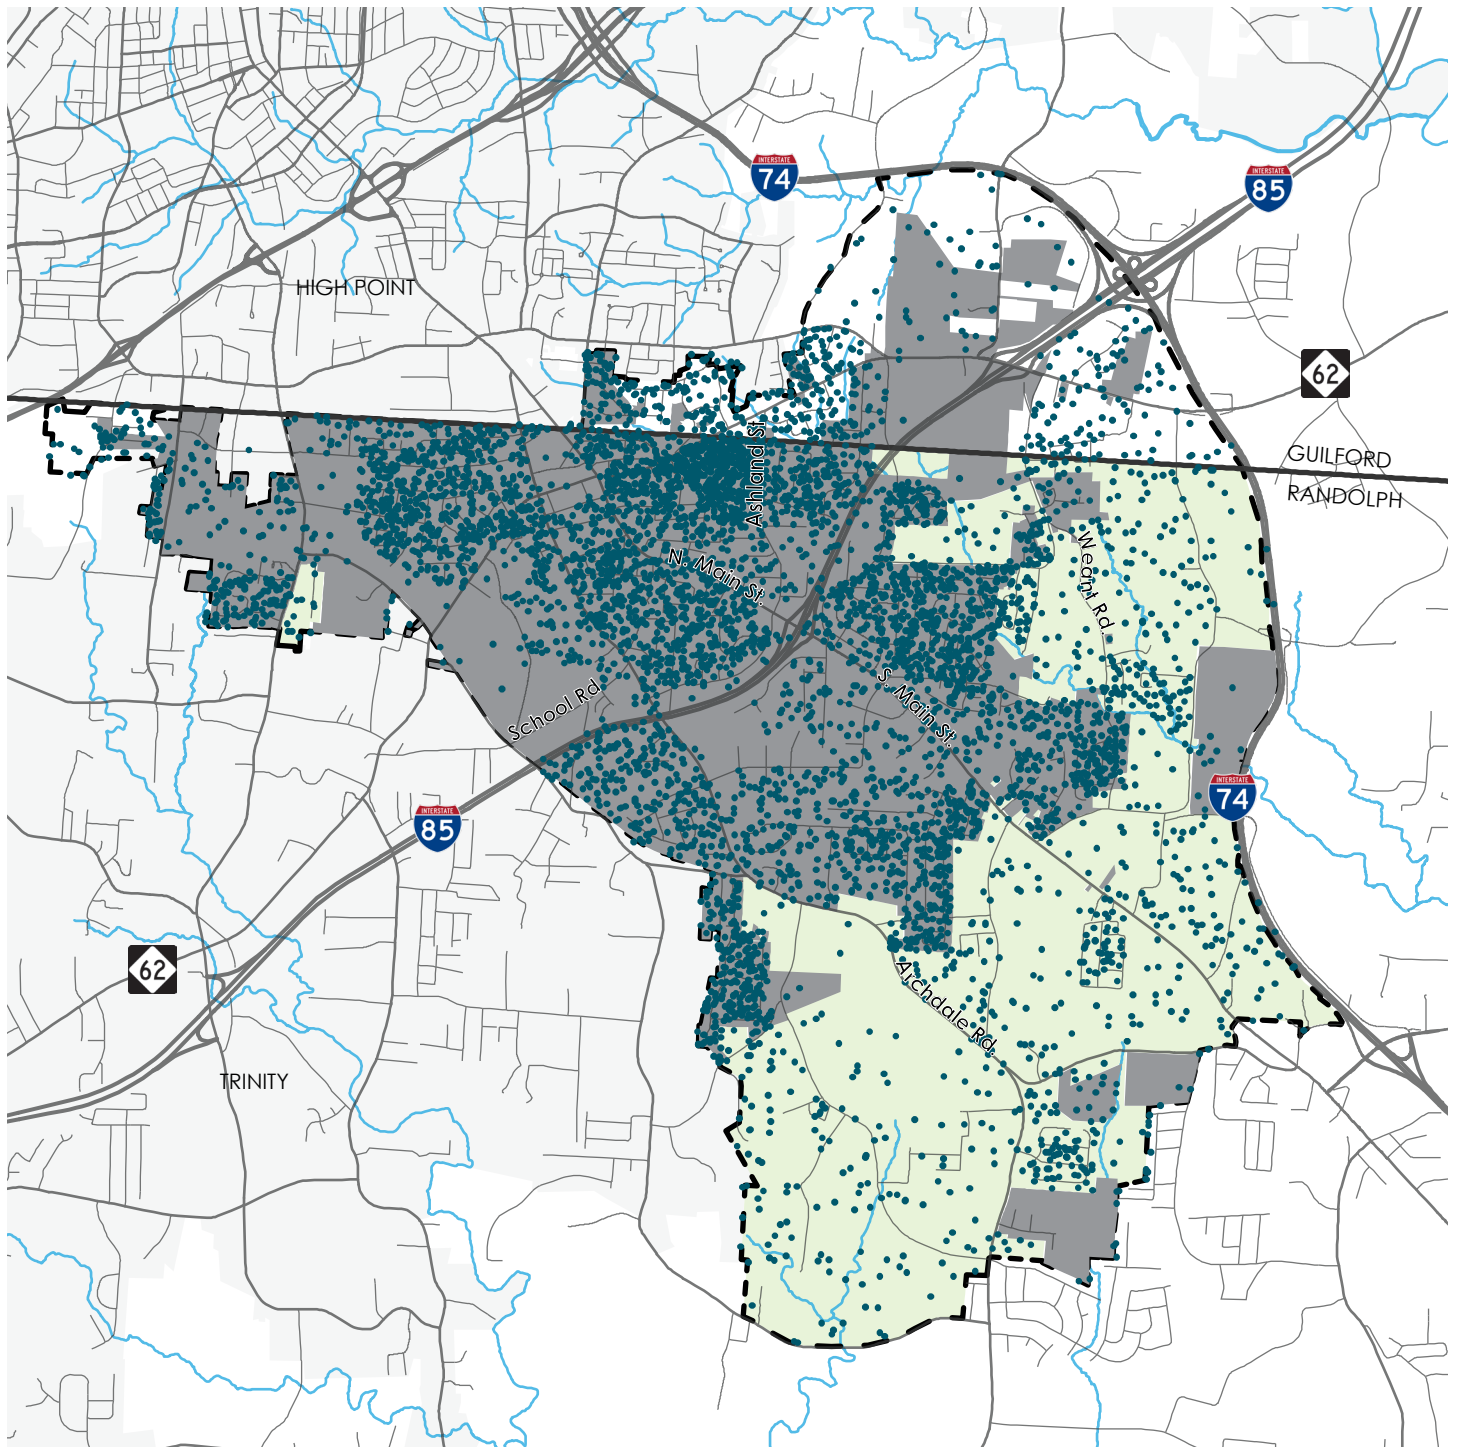 INTERSTATE
74
INTERSTATE
85
HIGH POINT
62
GUILFORD
RANDOLPH
Ashland St
N. Main St.
Weant Rd.
School Rd
S. Main St.
INTERSTATE
74
INTERSTATE
85
62
Archdale Rd.
TRINITY